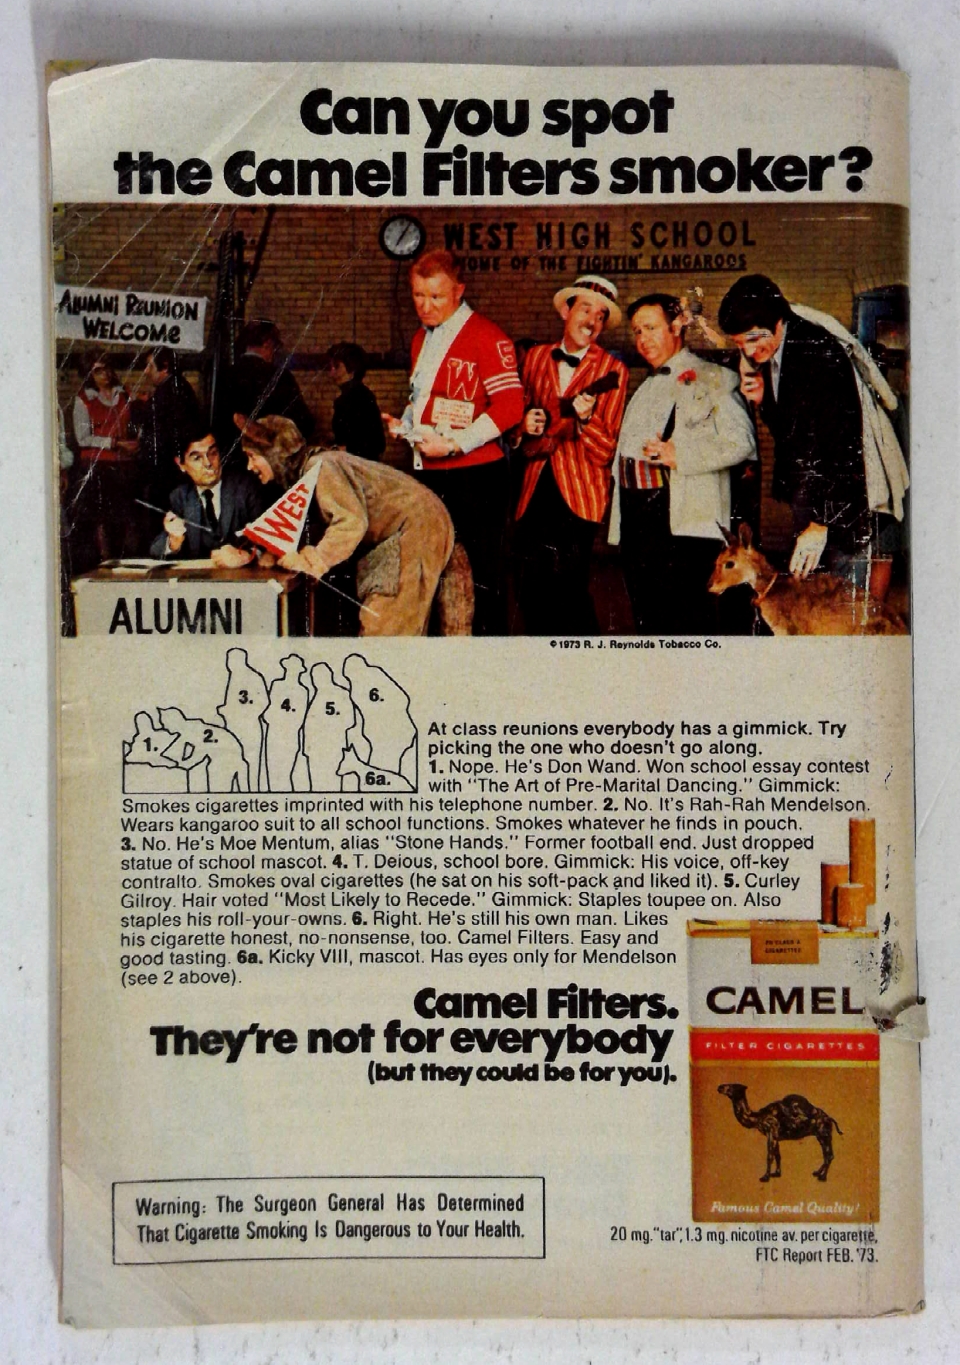 Can you spot
the Camel Filters smoker?
WEST HIGH SCHOOL
HOME OF THE FIGHTIN' KANGAROOS
ALUMNI REUNION
WELCOME
W
5
WEST
ALUMNI
© 1973 R. J. Reynolds Tobacco Co.
1.
2.
3.
4.
5.
6.
6a.
At class reunions everybody has a gimmick. Try
picking the one who doesn't go along.
1. Nope. He's Don Wand. Won school essay contest
with "The Art of Pre-Marital Dancing." Gimmick:
Smokes cigarettes imprinted with his telephone number. 2. No. It's Rah-Rah Mendelson.
Wears kangaroo suit to all school functions. Smokes whatever he finds in pouch.
3. No. He's Moe Mentum, alias "Stone Hands." Former football end. Just dropped
statue of school mascot. 4. T. Deious, school bore. Gimmick: His voice, off-key
contralto. Smokes oval cigarettes (he sat on his soft-pack and liked it). 5. Curley
Gilroy. Hair voted "Most Likely to Recede." Gimmick: Staples toupee on. Also
staples his roll-your-owns. 6. Right. He's still his own man. Likes
his cigarette honest, no-nonsense, too. Camel Filters. Easy and
good tasting. 6a. Kicky VIII, mascot. Has eyes only for Mendelson
(see 2 above).
Camel Filters.
They're not for everybody
(but they could be for you).
CAMEL
FILTER CIGARETTES
Famous Camel Quality!
Warning: The Surgeon General Has Determined
That Cigarette Smoking Is Dangerous to Your Health.
20 mg. "tar", 1.3 mg. nicotine av. per cigarette,
FTC Report FEB. '73.